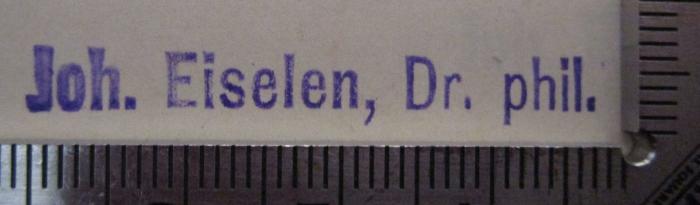 Joh. Eiselen, Dr. phil.